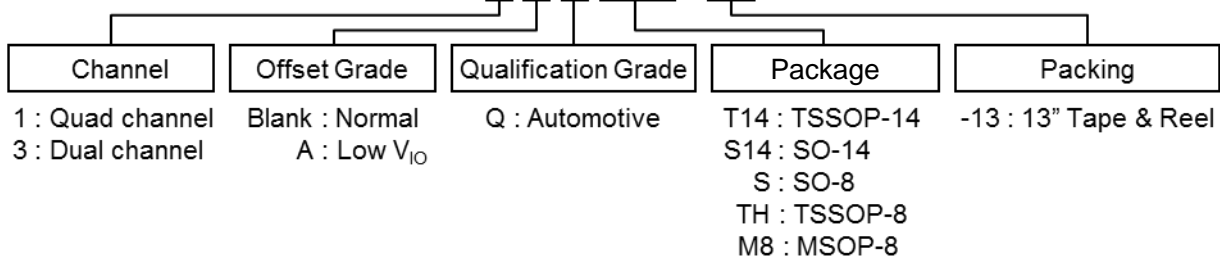 Channel Offset Grade Qualification Grade Package Packing
1 : Quad channel Blank : Normal Q : Automotive T14 : TSSOP-14 -13 : 13” Tape & Reel
3 : Dual channel A : Low VIO S14 : SO-14
S : SO-8
TH : TSSOP-8
M8 : MSOP-8